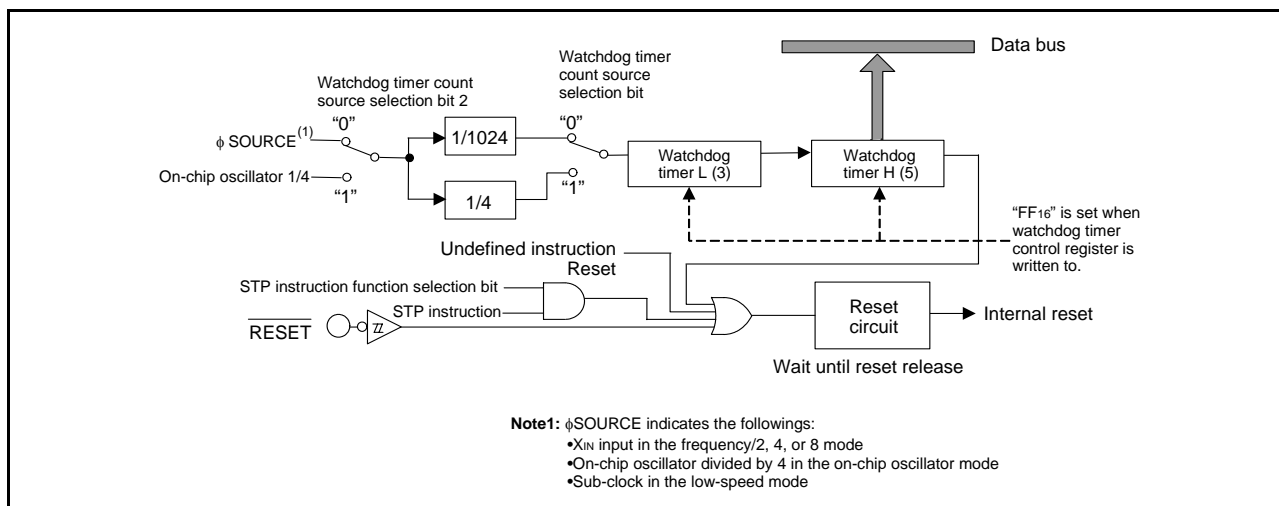 Data bus
Watchdog timer
count source
selection bit
Watchdog timer count
source selection bit 2
“0”
“0”
ϕ SOURCE(1)
1/1024
Watchdog
timer L (3)
Watchdog
timer H (5)
On-chip oscillator 1/4
“1”
“1”
1/4
“FF16” is set when
watchdog timer
control register is
written to.
Undefined instruction
Reset
STP instruction function selection bit
STP instruction
RESET
Reset
circuit
Internal reset
Wait until reset release
Note1: ϕSOURCE indicates the followings:
•XIN input in the frequency/2, 4, or 8 mode
•On-chip oscillator divided by 4 in the on-chip oscillator mode
•Sub-clock in the low-speed mode